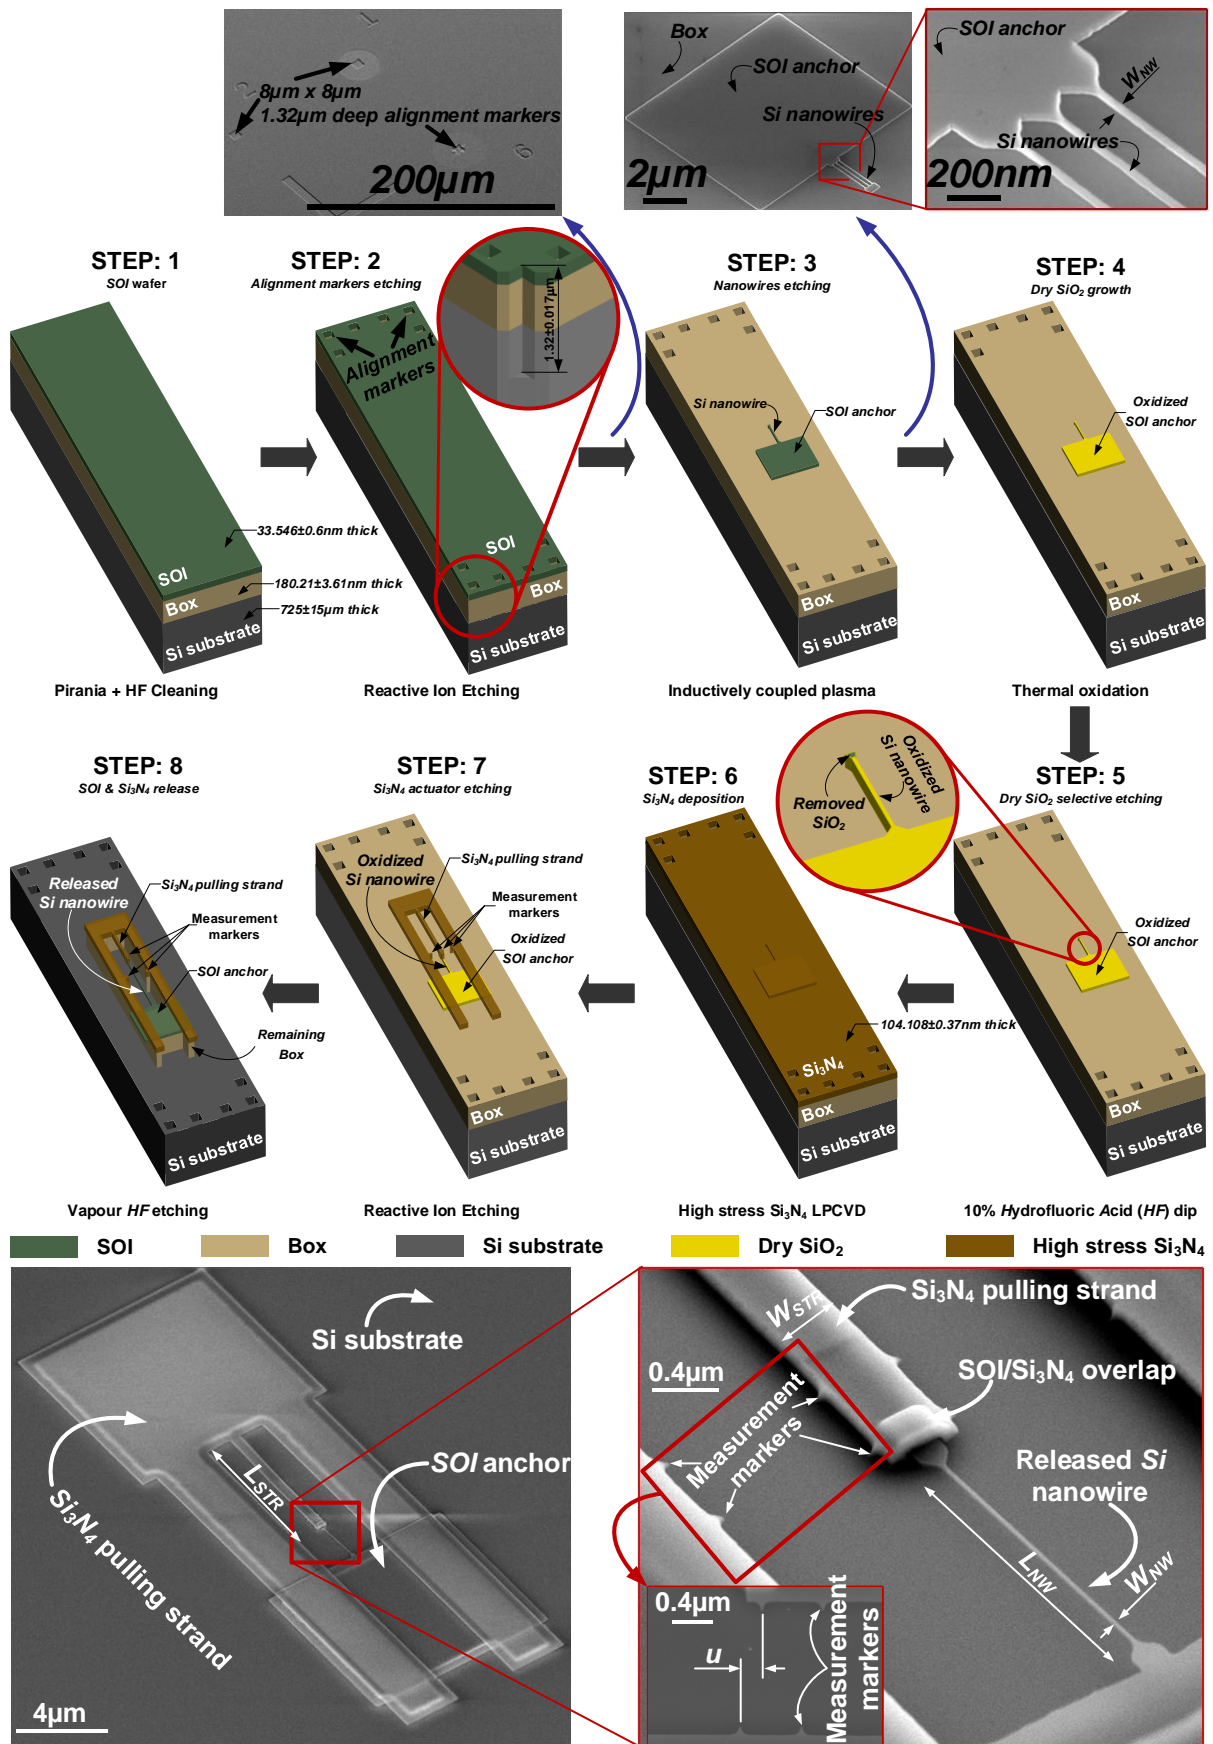 8µm x 8µm
1.32µm deep alignment markers
1
2
6
200µm
Box
SOI anchor
Si nanowires
2µm
SOI anchor
W_NW
Si nanowires
200nm
STEP: 1
SOI wafer
STEP: 2
Alignment markers etching
STEP: 3
Nanowires etching
STEP: 4
Dry SiO₂ growth
33.546±0.6nm thick
SOI
180.21±3.61nm thick
Box
725±15µm thick
Si substrate
Pirania + HF Cleaning
Alignment
markers
1.32±0.017µm
SOI
Box
Si substrate
Reactive Ion Etching
Si nanowire
SOI anchor
Box
Si substrate
Inductively coupled plasma
Oxidized
SOI anchor
Box
Si substrate
Thermal oxidation
STEP: 8
SOI & Si₃N₄ release
STEP: 7
Si₃N₄ actuator etching
STEP: 6
Si₃N₄ deposition
STEP: 5
Dry SiO₂ selective etching
Released
Si nanowire
Si₃N₄ pulling strand
Measurement
markers
SOI anchor
Remaining
Box
Si substrate
Vapour HF etching
Oxidized
Si nanowire
Si₃N₄ pulling strand
Measurement
markers
Oxidized
SOI anchor
Box
Si substrate
Reactive Ion Etching
Removed
SiO₂
Oxidized
Si nanowire
104.108±0.37nm thick
Si₃N₄
Box
Si substrate
High stress Si₃N₄ LPCVD
Oxidized
SOI anchor
Box
Si substrate
10% Hydrofluoric Acid (HF) dip
SOI
Box
Si substrate
Dry SiO₂
High stress Si₃N₄
Si substrate
SOI anchor
L_STR
Si₃N₄ pulling strand
4µm
W_STR
Si₃N₄ pulling strand
0.4µm
SOI/Si₃N₄ overlap
Measurement
markers
Released Si
nanowire
L_NW
W_NW
0.4µm
u
Measurement
markers